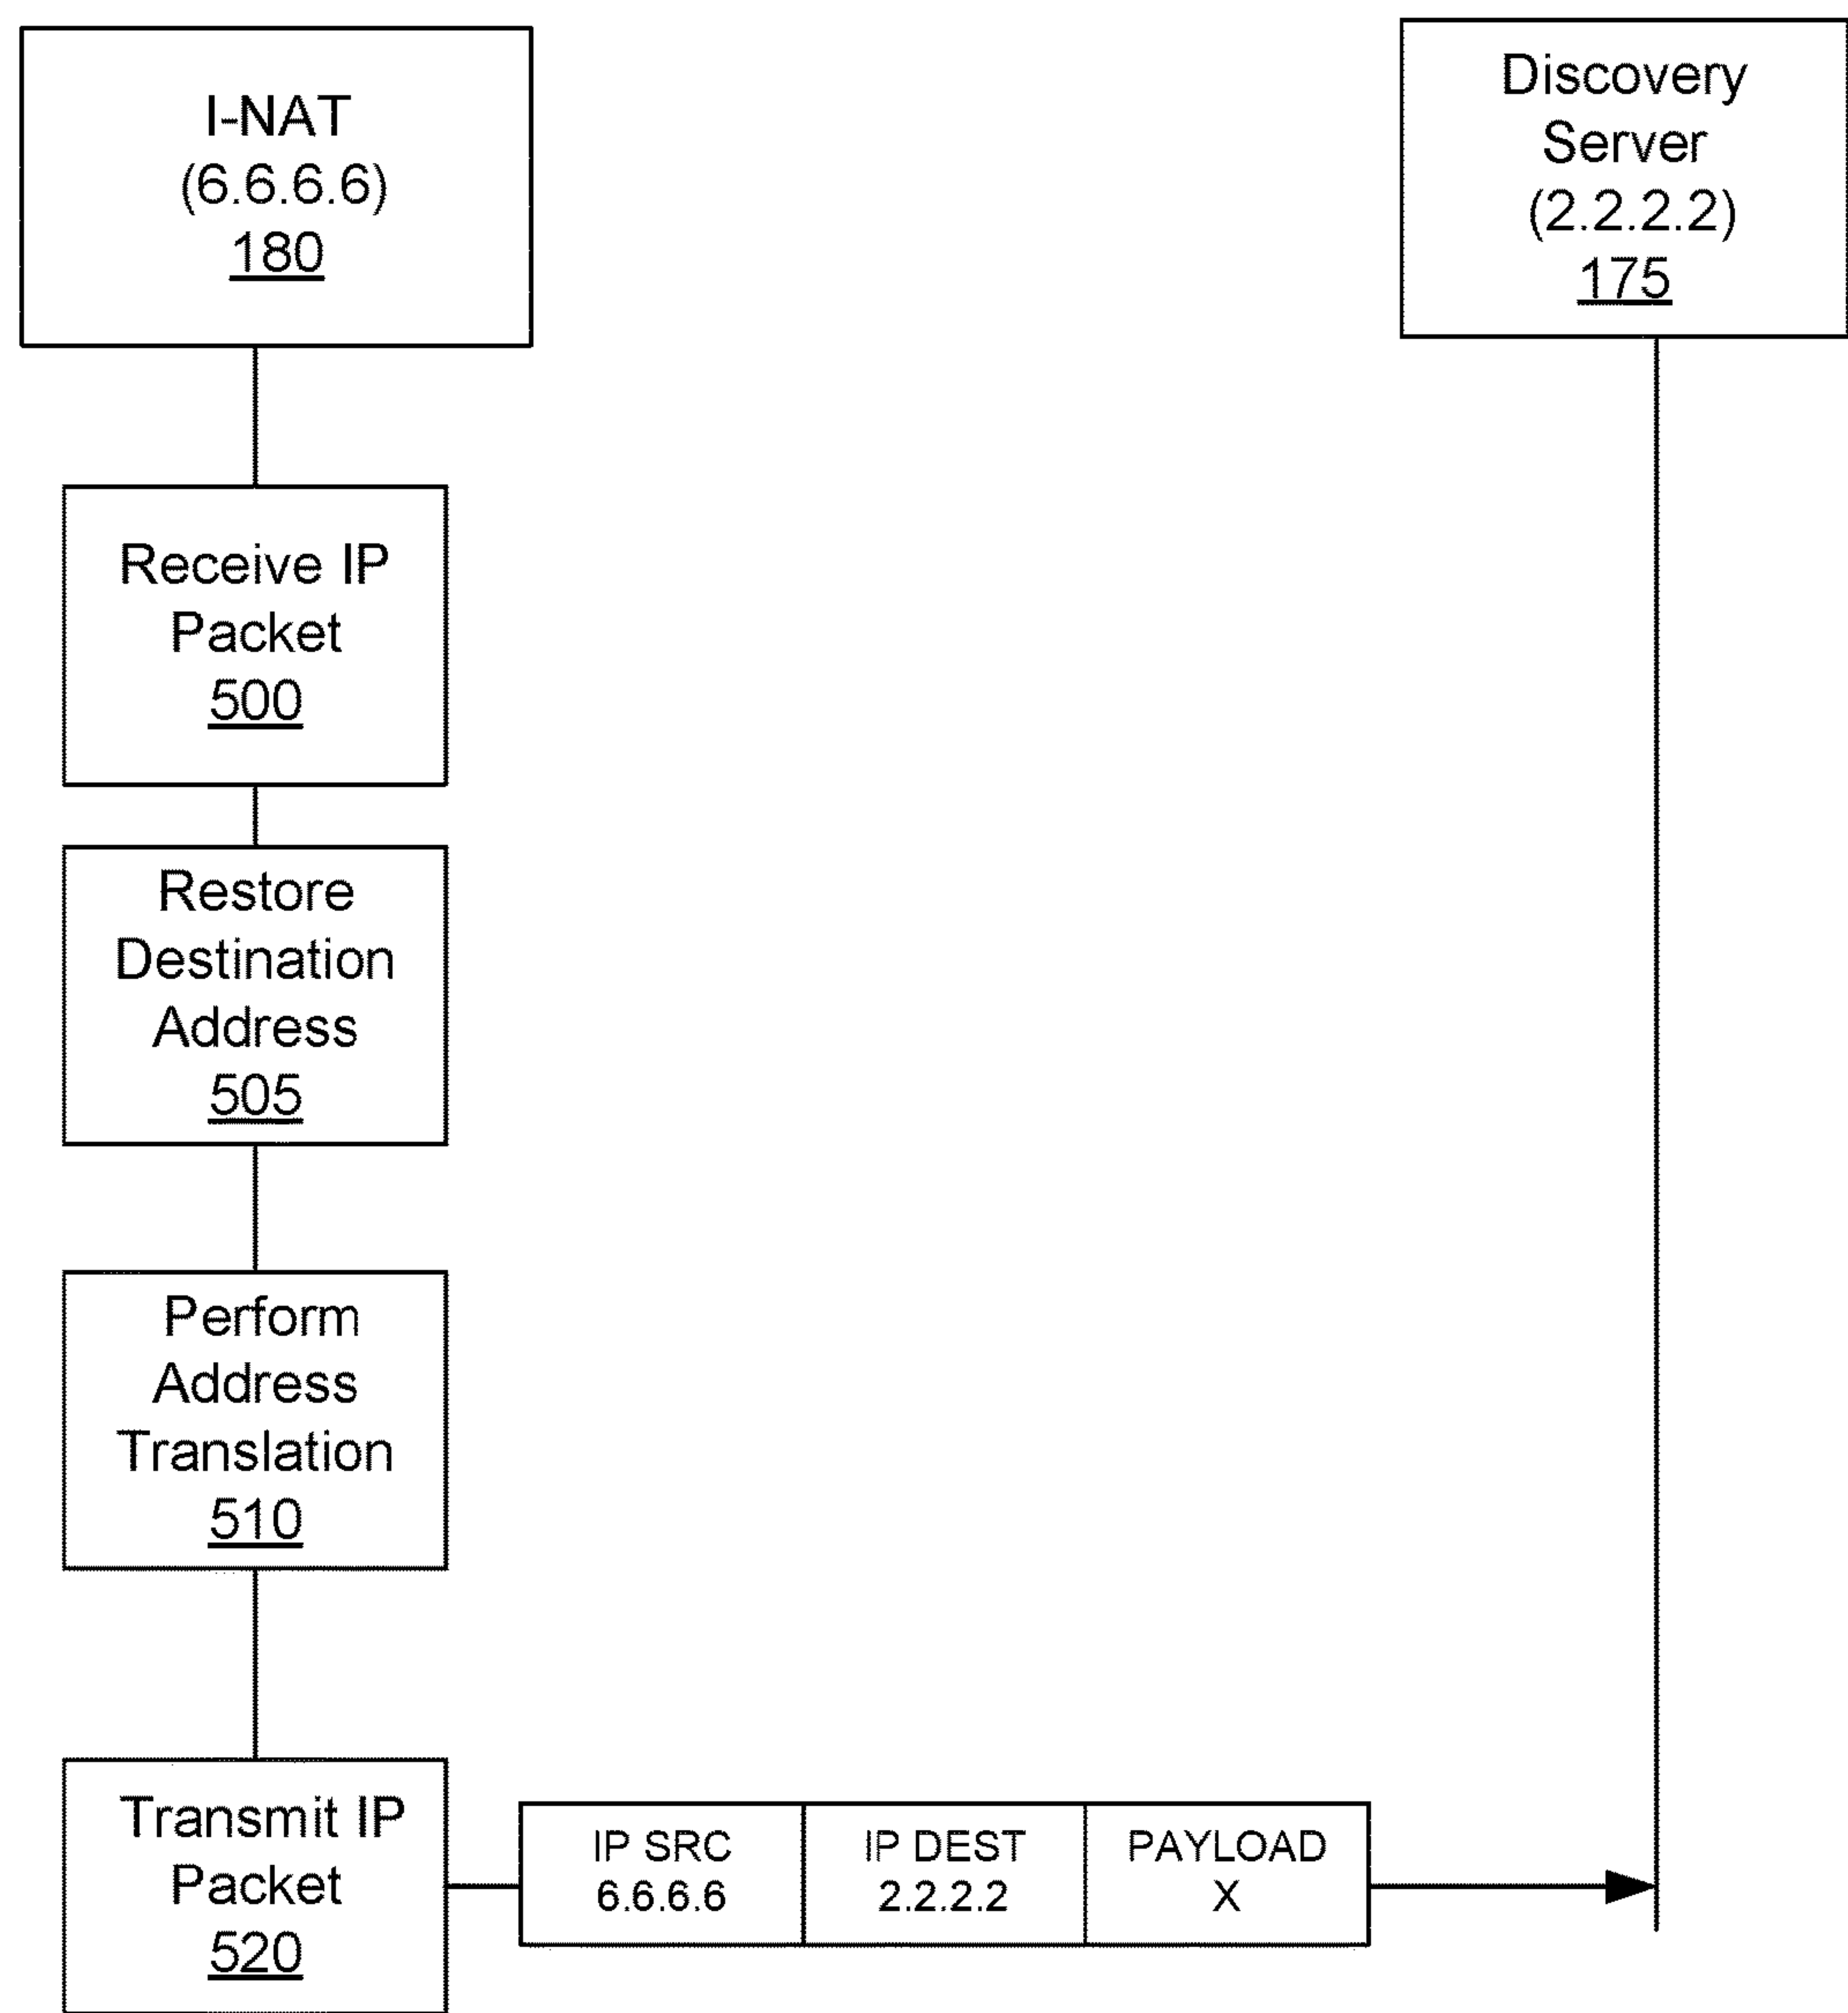 I-NAT
(6.6.6.6)
180
Discovery
Server
(2.2.2.2)
175
Receive IP
Packet
500
Restore
Destination
Address
505
Perform
Address
Translation
510
Transmit IP
Packet
520
IP SRC
6.6.6.6
IP DEST
2.2.2.2
PAYLOAD
X